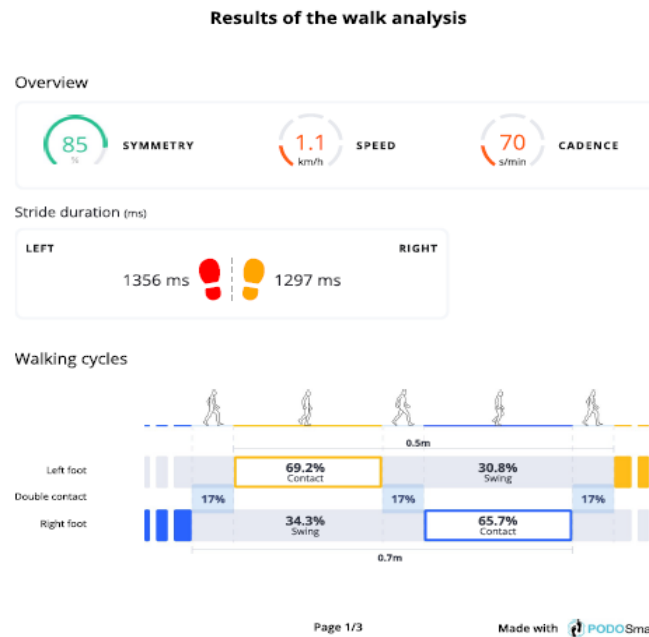 Results of the walk analysis
Overview
85 % SYMMETRY 1.1 km/h SPEED 70 s/min CADENCE
Stride duration (ms)
LEFT RIGHT
1356 ms 1297 ms
Walking cycles
0.5m
Left foot 69.2% Contact 30.8% Swing
Double contact 17% 17% 17%
Right foot 34.3% Swing 65.7% Contact
0.7m
Page 1/3 Made with PODOSma